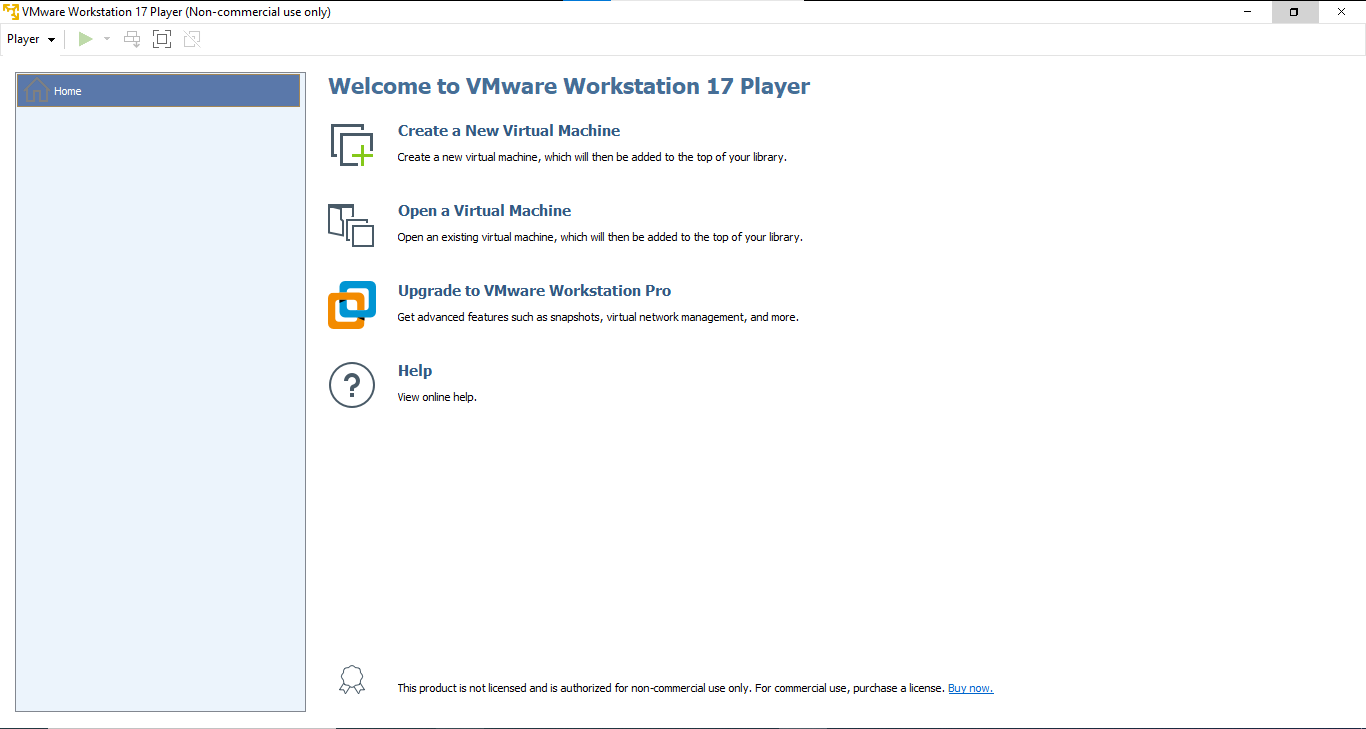 VMware Workstation 17 Player (Non-commercial use only)
Player
Home
Welcome to VMware Workstation 17 Player
Create a New Virtual Machine
Create a new virtual machine, which will then be added to the top of your library.
Open a Virtual Machine
Open an existing virtual machine, which will then be added to the top of your library.
Upgrade to VMware Workstation Pro
Get advanced features such as snapshots, virtual network management, and more.
?
Help
View online help.
This product is not licensed and is authorized for non-commercial use only. For commercial use, purchase a license. Buy now.